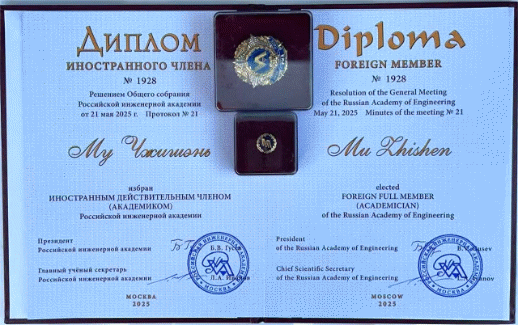 Диплом
ИНОСТРАННОГО ЧЛЕНА
№ 1928
Решением Общего собрания
Российской инженерной академии
от 21 мая 2025 г. Протокол № 21
Му Чжишэнь
избран
ИНОСТРАННЫМ ДЕЙСТВИТЕЛЬНЫМ ЧЛЕНОМ
(АКАДЕМИКОМ)
Российской инженерной академии
Президент
Российской инженерной академии
Б.В.
Главный учёный секретарь
Российской инженерной академии
Л.А.
МОСКВА
2025
Diploma
FOREIGN MEMBER
№ 1928
Resolution of the General Meeting
of the Russian Academy of Engineering
May 21, 2025 Minutes of the meeting № 21
Mu Zhishen
elected
FOREIGN FULL MEMBER
(ACADEMICIAN)
of the Russian Academy of Engineering
President
of the Russian Academy of Engineering
Chief Scientific Secretary
of the Russian Academy of Engineering
MOSCOW
2025